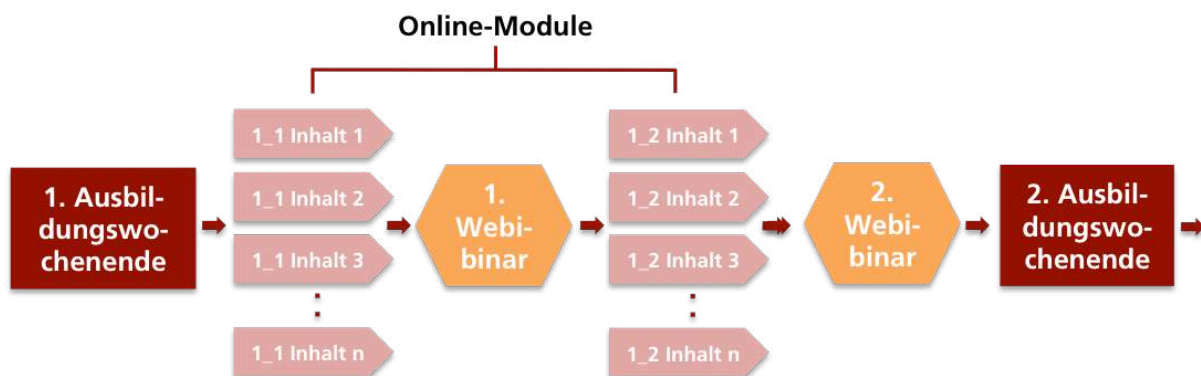 Online-Module
1. Ausbil-
dungswo-
chenende
1_1 Inhalt 1
1_1 Inhalt 2
1_1 Inhalt 3
1_1 Inhalt n
1.
Webi-
binar
1_2 Inhalt 1
1_2 Inhalt 2
1_2 Inhalt 3
1_2 Inhalt n
2.
Webi-
binar
2. Ausbil-
dungswo-
chenende